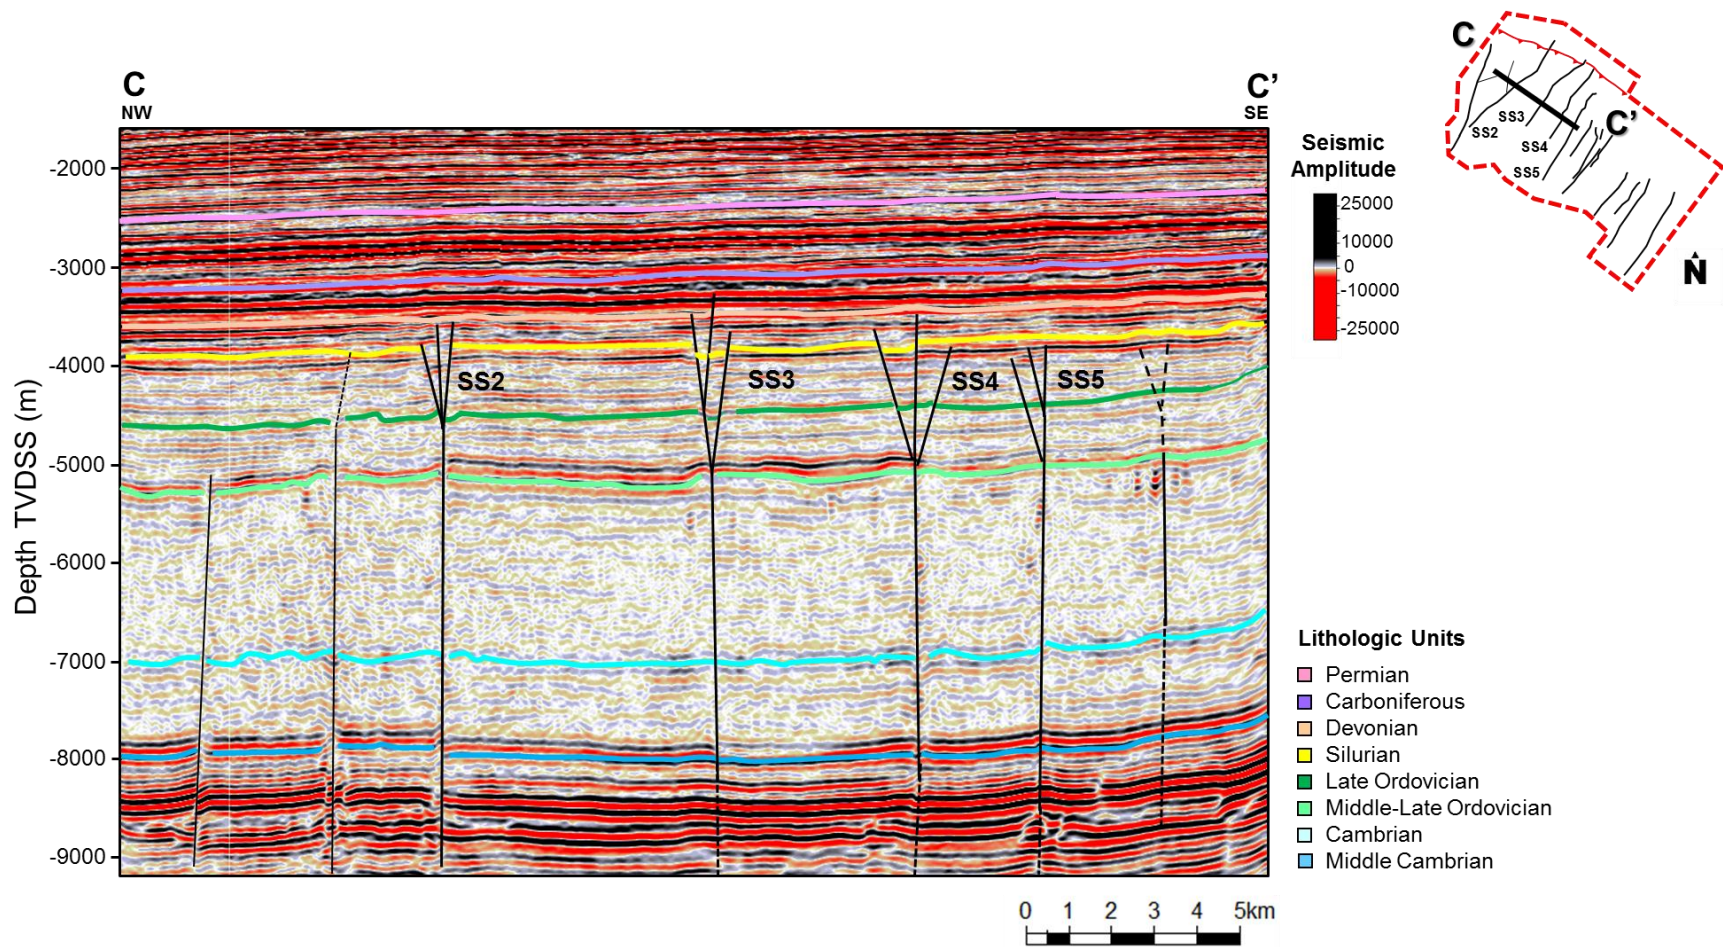 C
NW
C’
SE
Depth TVDSS (m)
-2000
-3000
-4000
-5000
-6000
-7000
-8000
-9000
SS2
SS3
SS4
SS5
Seismic
Amplitude
25000
10000
0
-10000
-25000
C
C’
SS2
SS3
SS4
SS5
N
Lithologic Units
Permian
Carboniferous
Devonian
Silurian
Late Ordovician
Middle-Late Ordovician
Cambrian
Middle Cambrian
0 1 2 3 4 5km